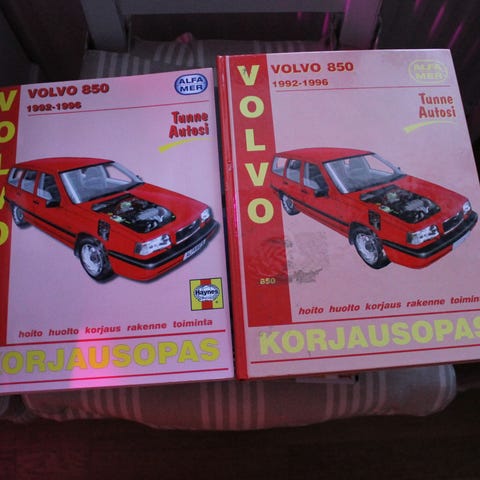 VOLVO
VOLVO 850
1992-1996
ALFA
MER
Tunne
Autosi
Haynes
hoito huolto korjaus rakenne toiminta
KORJAUSOPAS
VOLVO
VOLVO 850
1992-1996
ALFA
MER
Tunne
Autosi
850
hoito huolto korjaus rakenne toiminta
KORJAUSOPAS